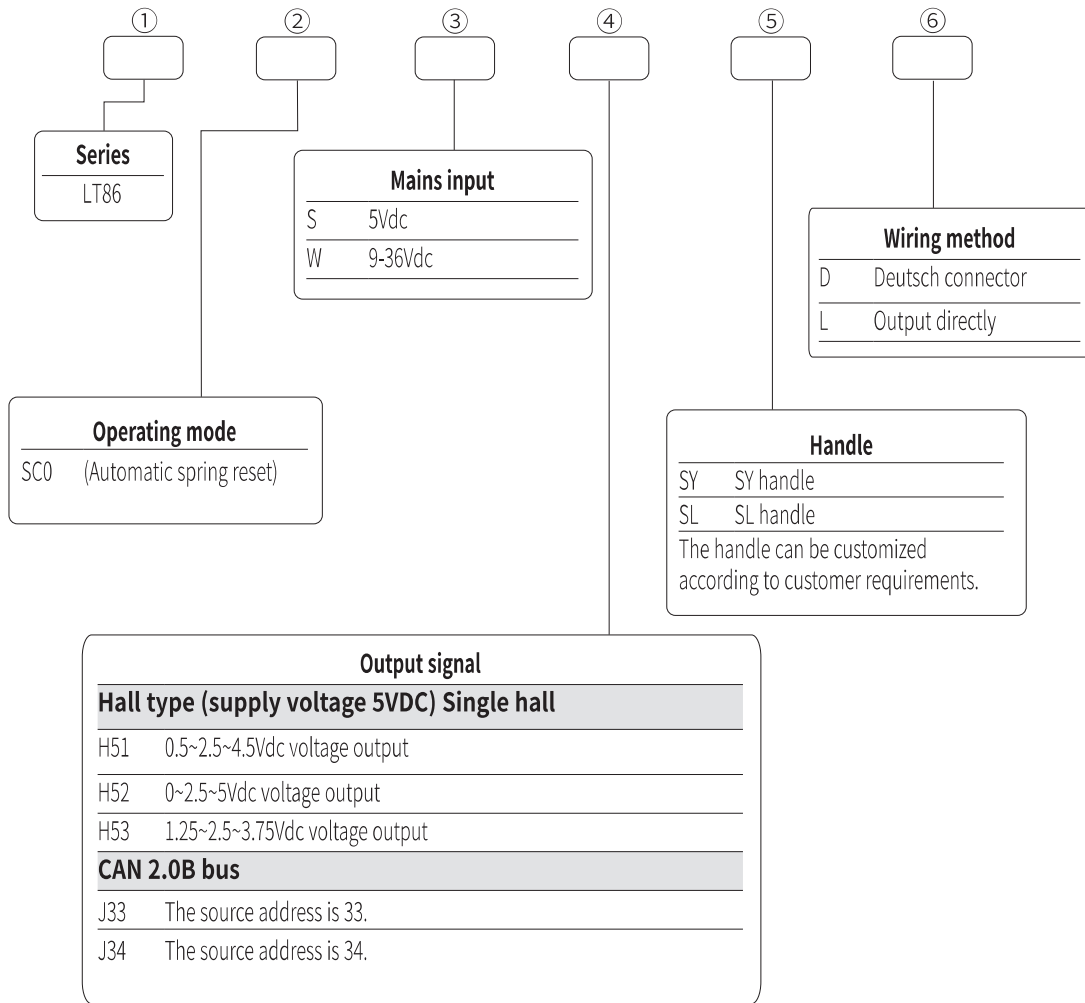 ① ② ③ ④ ⑤ ⑥
Series
LT86
Mains input
S 5Vdc
W 9-36Vdc
Wiring method
D Deutsch connector
L Output directly
Operating mode
SC0 (Automatic spring reset)
Handle
SY SY handle
SL SL handle
The handle can be customized
according to customer requirements.
Output signal
Hall type (supply voltage 5VDC) Single hall
H51 0.5~2.5~4.5Vdc voltage output
H52 0~2.5~5Vdc voltage output
H53 1.25~2.5~3.75Vdc voltage output
CAN 2.0B bus
J33 The source address is 33.
J34 The source address is 34.